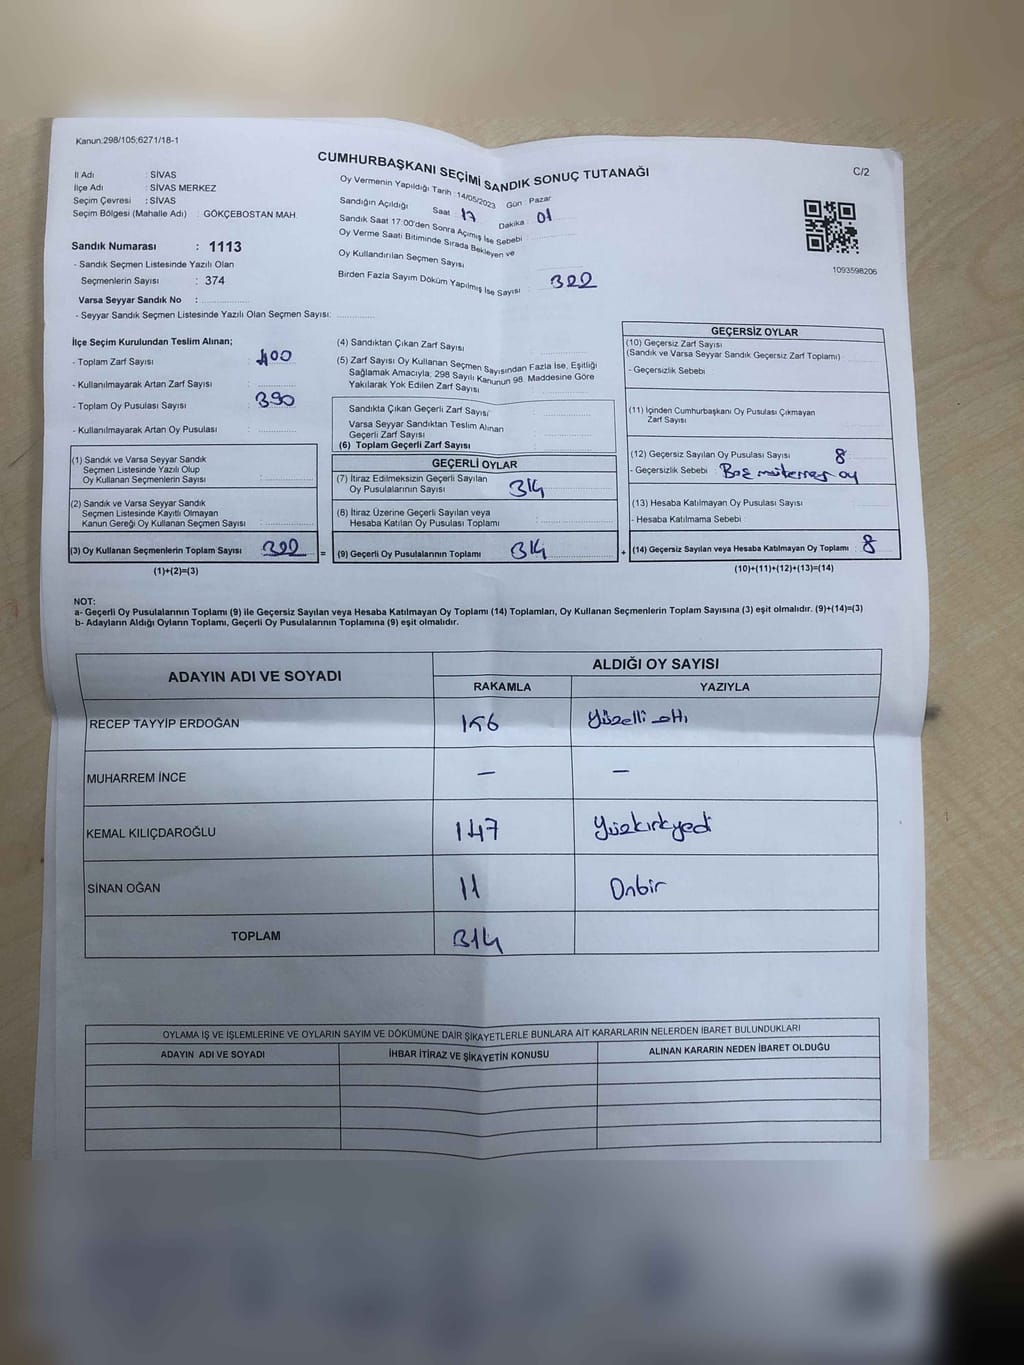 Kanun:298/105;6271/18-1
CUMHURBAŞKANI SEÇİMİ SANDIK SONUÇ TUTANAĞI
C/2
İl Adı : SİVAS
İlçe Adı : SİVAS MERKEZ
Seçim Çevresi : SİVAS
Seçim Bölgesi (Mahalle Adı) : GÖKÇEBOSTAN MAH.
Sandık Numarası : 1113
- Sandık Seçmen Listesinde Yazılı Olan
Seçmenlerin Sayısı : 374
Varsa Seyyar Sandık No :
- Seyyar Sandık Seçmen Listesinde Yazılı Olan Seçmen Sayısı:
Oy Vermenin Yapıldığı Tarih : 14/05/2023 Gün : Pazar
Sandığın Açıldığı Saat 17 Dakika : 01
Sandık Saat 17:00'den Sonra Açılmış İse Sebebi :
Oy Verme Saati Bitiminde Sırada Bekleyen ve
Oy Kullandırılan Seçmen Sayısı
Birden Fazla Sayım Döküm Yapılmış İse Sayısı : 322
1093598206
İlçe Seçim Kurulundan Teslim Alınan;
- Toplam Zarf Sayısı : 400
- Kullanılmayarak Artan Zarf Sayısı :
- Toplam Oy Pusulası Sayısı : 390
- Kullanılmayarak Artan Oy Pusulası :
(1) Sandık ve Varsa Seyyar Sandık
Seçmen Listesinde Yazılı Olup
Oy Kullanan Seçmenlerin Sayısı :
(2) Sandık ve Varsa Seyyar Sandık
Seçmen Listesinde Kayıtlı Olmayan
Kanun Gereği Oy Kullanan Seçmen Sayısı :
(3) Oy Kullanan Seçmenlerin Toplam Sayısı : 322 =
(1)+(2)=(3)
(4) Sandıktan Çıkan Zarf Sayısı :
(5) Zarf Sayısı Oy Kullanan Seçmen Sayısından Fazla İse, Eşitliği
Sağlamak Amacıyla; 298 Sayılı Kanunun 98. Maddesine Göre
Yakılarak Yok Edilen Zarf Sayısı :
Sandıkta Çıkan Geçerli Zarf Sayısı :
Varsa Seyyar Sandıktan Teslim Alınan
Geçerli Zarf Sayısı :
(6) Toplam Geçerli Zarf Sayısı
GEÇERLİ OYLAR
(7) İtiraz Edilmeksizin Geçerli Sayılan
Oy Pusulalarının Sayısı : 314
(8) İtiraz Üzerine Geçerli Sayılan veya
Hesaba Katılan Oy Pusulası Toplamı :
(9) Geçerli Oy Pusulalarının Toplamı : 314 +
GEÇERSİZ OYLAR
(10) Geçersiz Zarf Sayısı
(Sandık ve Varsa Seyyar Sandık Geçersiz Zarf Toplamı)
- Geçersizlik Sebebi
(11) İçinden Cumhurbaşkanı Oy Pusulası Çıkmayan
Zarf Sayısı
(12) Geçersiz Sayılan Oy Pusulası Sayısı 8
- Geçersizlik Sebebi : Boş oy
(13) Hesaba Katılmayan Oy Pusulası Sayısı
- Hesaba Katılmama Sebebi
(14) Geçersiz Sayılan veya Hesaba Katılmayan Oy Toplamı : 8
(10)+(11)+(12)+(13)=(14)
NOT:
a- Geçerli Oy Pusulalarının Toplamı (9) ile Geçersiz Sayılan veya Hesaba Katılmayan Oy Toplamı (14) Toplamları, Oy Kullanan Seçmenlerin Toplam Sayısına (3) eşit olmalıdır. (9)+(14)=(3)
b- Adayların Aldığı Oyların Toplamı, Geçerli Oy Pusulalarının Toplamına (9) eşit olmalıdır.
ADAYIN ADI VE SOYADI
ALDIĞI OY SAYISI
RAKAMLA YAZIYLA
RECEP TAYYİP ERDOĞAN 156 Yüzelli altı
MUHARREM İNCE – –
KEMAL KILIÇDAROĞLU 147 Yüzkırkyedi
SİNAN OĞAN 11 Onbir
TOPLAM 314
OYLAMA İŞ VE İŞLEMLERİNE VE OYLARIN SAYIM VE DÖKÜMÜNE DAİR ŞİKAYETLERLE BUNLARA AİT KARARLARIN NELERDEN İBARET BULUNDUKLARI
ADAYIN ADI VE SOYADI İHBAR İTİRAZ VE ŞİKAYETİN KONUSU ALINAN KARARIN NEDEN İBARET OLDUĞU